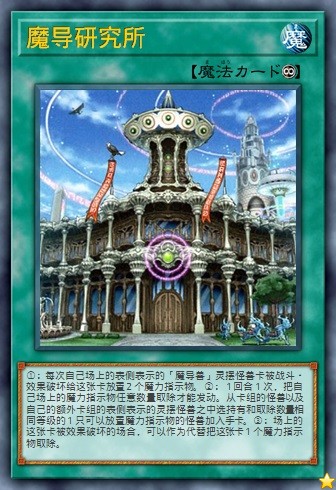 魔导研究所
魔
【魔法カード】
①：每次自己场上的表侧表示的「魔导兽」灵摆怪兽卡被战斗·
效果破坏给这张卡放置２个魔力指示物。②：１回合１次，把自
己场上的魔力指示物任意数量取除才能发动。从卡组的怪兽以及
自己的额外卡组的表侧表示的灵摆怪兽之中选持有和取除数量相
同等级的１只可以放置魔力指示物的怪兽加入手卡。③：场上的
这张卡被效果破坏的场合，可以作为代替把这张卡１个魔力指示
物取除。